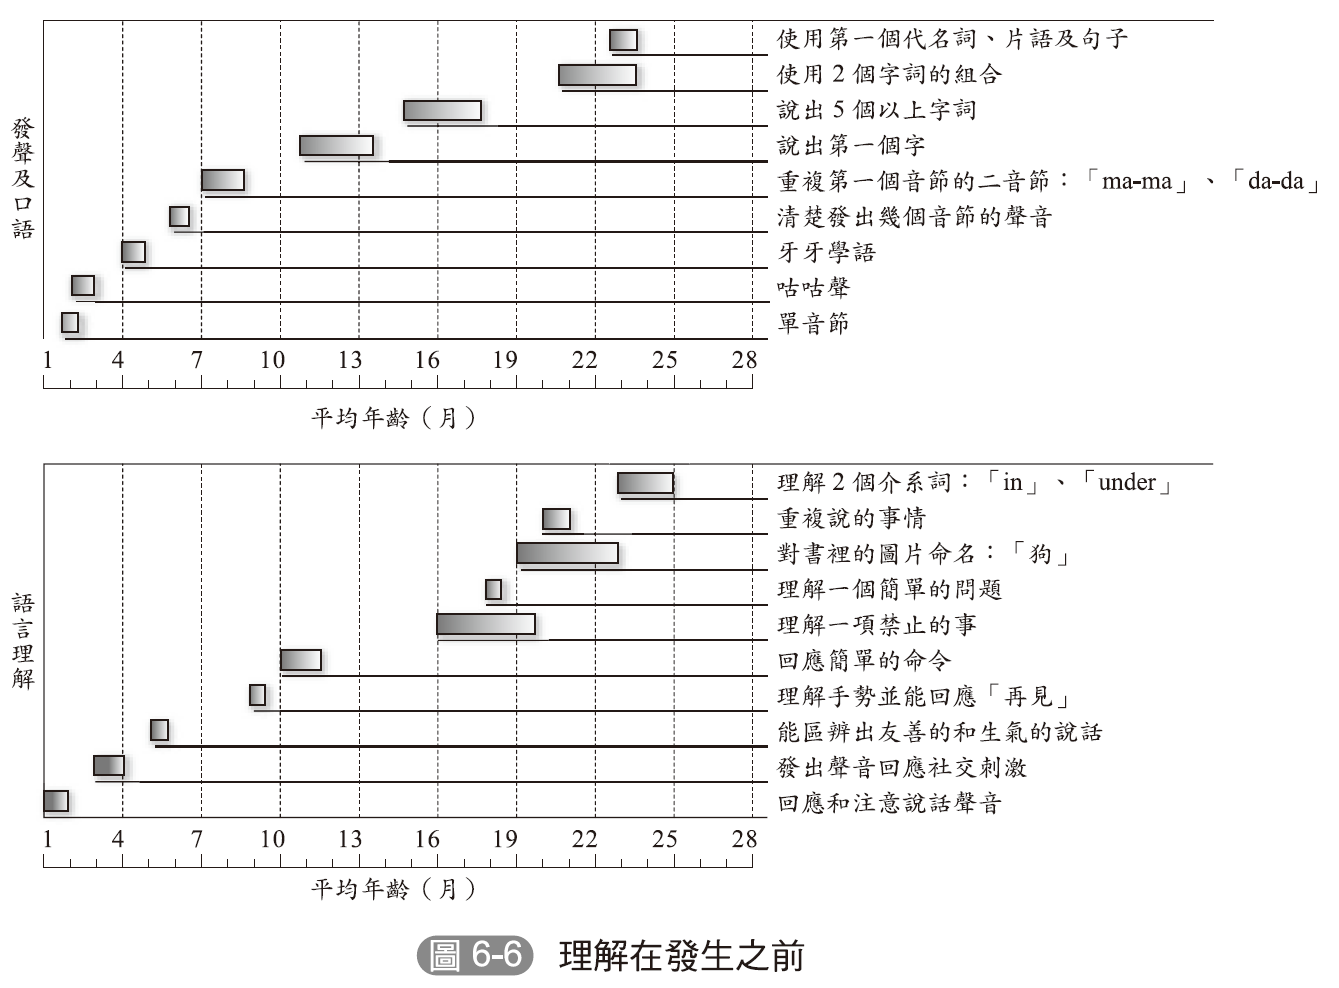 發聲及口語
使用第一個代名詞、片語及句子
使用 2 個字詞的組合
說出 5 個以上字詞
說出第一個字
重複第一個音節的二音節：「ma-ma」、「da-da」
清楚發出幾個音節的聲音
牙牙學語
咕咕聲
單音節
1 4 7 10 13 16 19 22 25 28
平均年齡（月）
語言理解
理解 2 個介系詞：「in」、「under」
重複說的事情
對書裡的圖片命名：「狗」
理解一個簡單的問題
理解一項禁止的事
回應簡單的命令
理解手勢並能回應「再見」
能區辨出友善的和生氣的說話
發出聲音回應社交刺激
回應和注意說話聲音
1 4 7 10 13 16 19 22 25 28
平均年齡（月）
圖 6-6 理解在發生之前